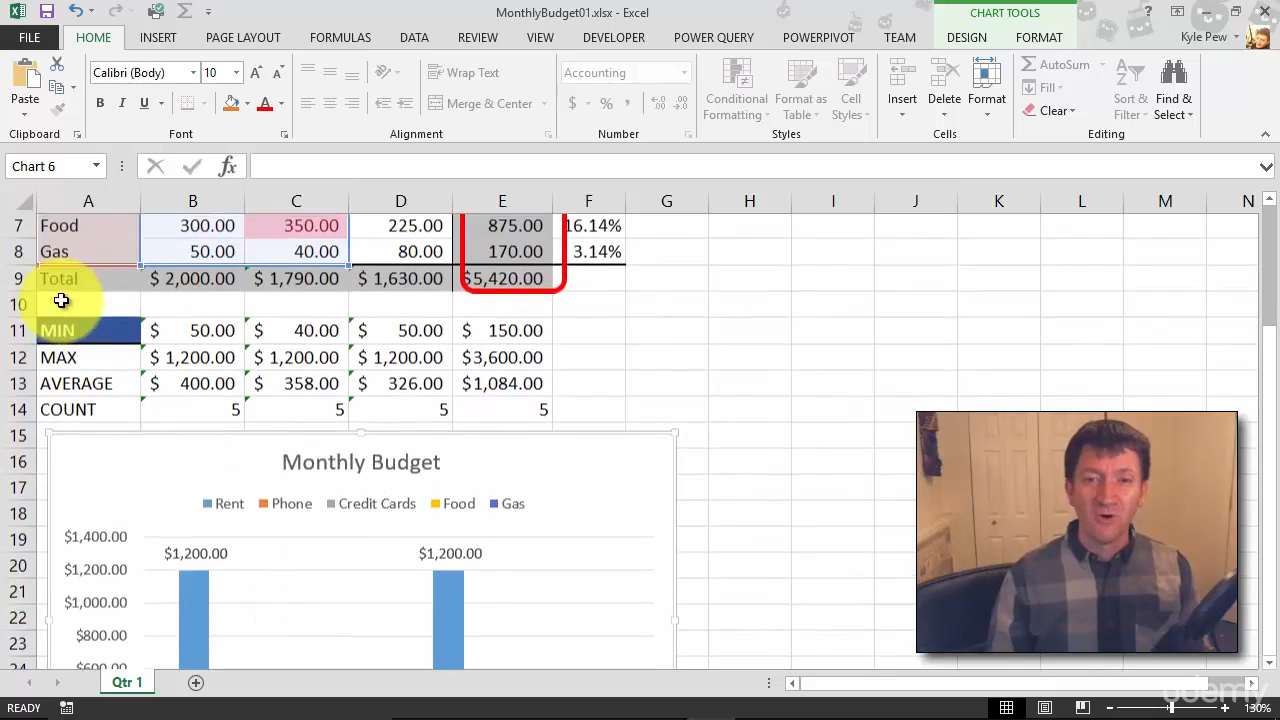 MonthlyBudget01.xlsx - Excel
CHART TOOLS
FILE HOME INSERT PAGE LAYOUT FORMULAS DATA REVIEW VIEW DEVELOPER POWER QUERY POWERPIVOT TEAM DESIGN FORMAT Kyle Pew
Paste Calibri (Body) 10 Wrap Text Accounting Conditional Formatting Format as Table Cell Styles Insert Delete Format AutoSum Sort & Filter Find & Select
B I U Merge & Center $ % , Fill
Clear
Clipboard Font Alignment Number Styles Cells Editing
Chart 6 fx
A B C D E F G H I J K L M N
7 Food 300.00 350.00 225.00 875.00 16.14%
8 Gas 50.00 40.00 80.00 170.00 3.14%
9 Total $ 2,000.00 $ 1,790.00 $ 1,630.00 $5,420.00
10
11 MIN $ 50.00 $ 40.00 $ 50.00 $ 150.00
12 MAX $ 1,200.00 $ 1,200.00 $ 1,200.00 $3,600.00
13 AVERAGE $ 400.00 $ 358.00 $ 326.00 $1,084.00
14 COUNT 5 5 5 5
15
16 Monthly Budget
17
18 Rent Phone Credit Cards Food Gas
19 $1,400.00
20 $1,200.00 $1,200.00 $1,200.00
21 $1,000.00
22
23 $800.00
24 $600.00
Qtr 1
READY 130%
udemy